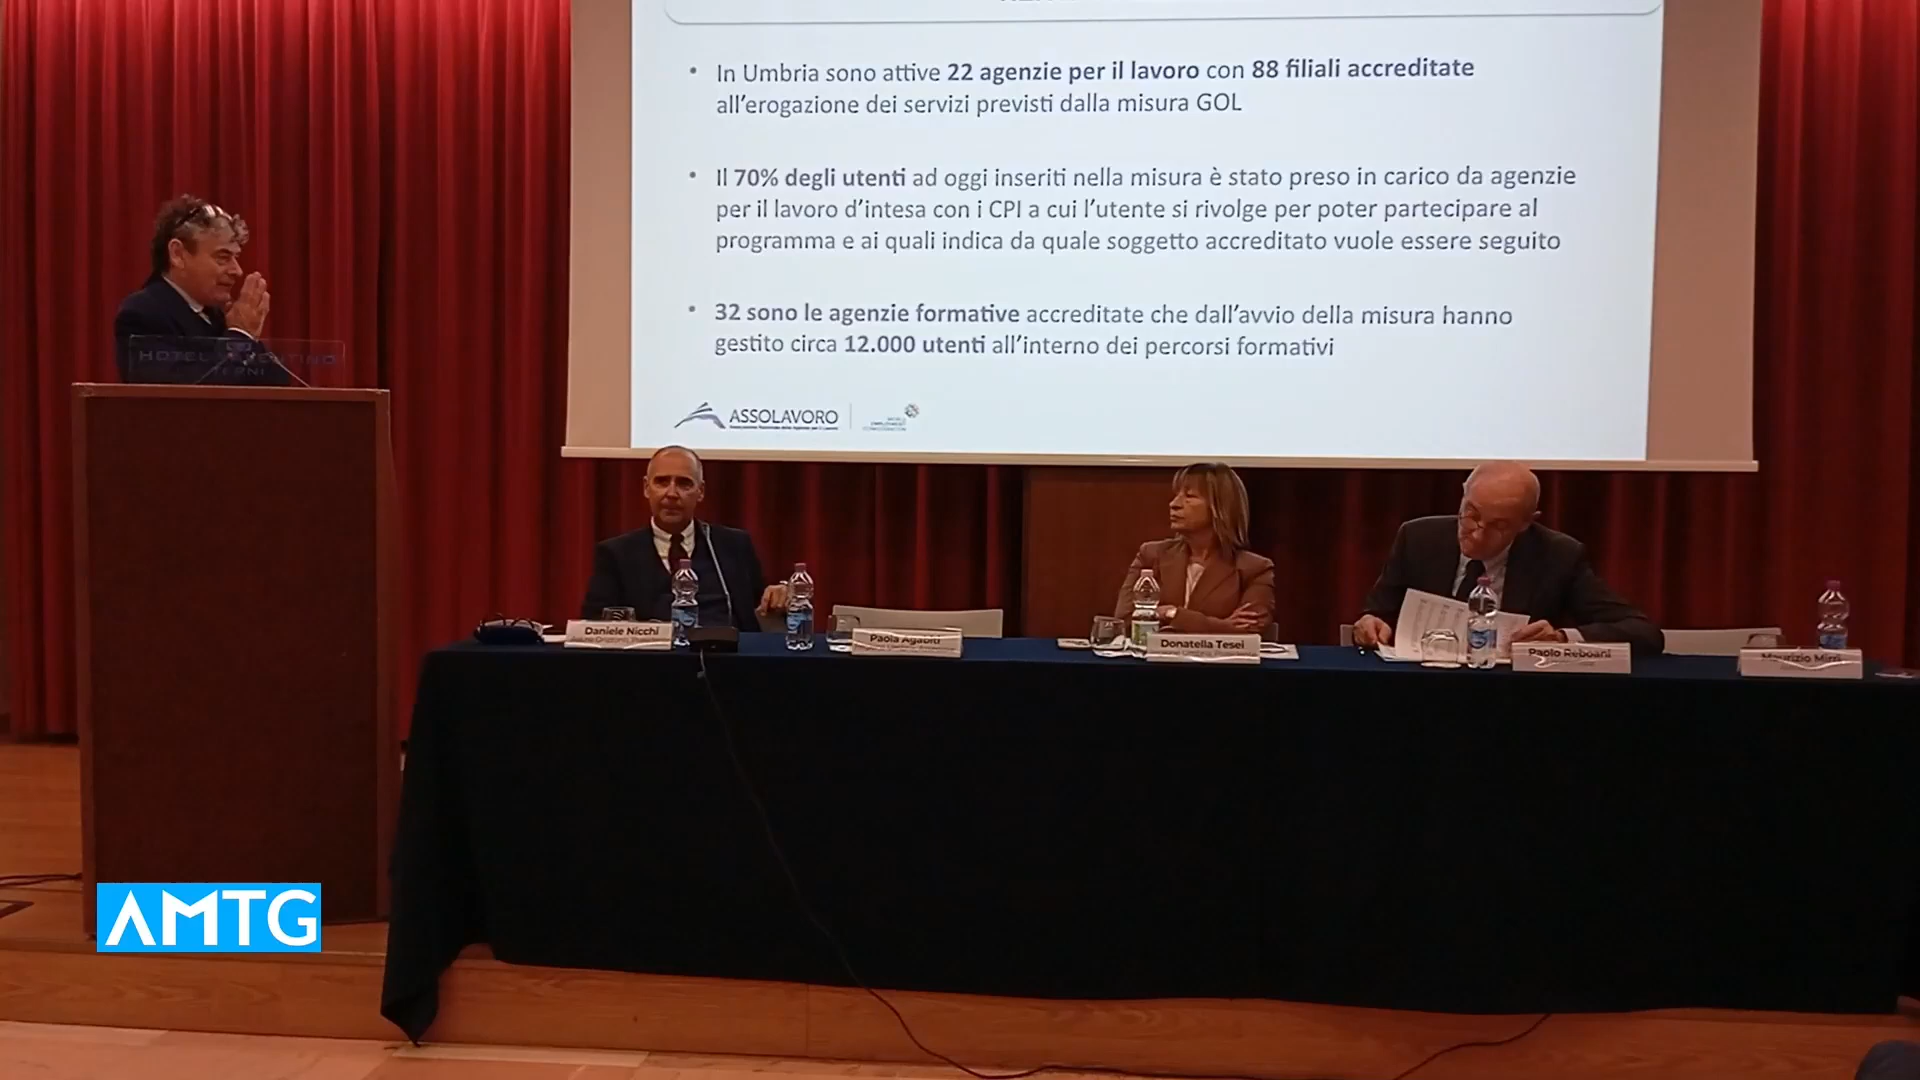 In Umbria sono attive 22 agenzie per il lavoro con 88 filiali accreditate
all'erogazione dei servizi previsti dalla misura GOL
Il 70% degli utenti ad oggi inseriti nella misura è stato preso in carico da agenzie
per il lavoro d'intesa con i CPI a cui l'utente si rivolge per poter partecipare al
programma e ai quali indica da quale soggetto accreditato vuole essere seguito
32 sono le agenzie formative accreditate che dall'avvio della misura hanno
gestito circa 12.000 utenti all'interno dei percorsi formativi
ASSOLAVORO
HOTEL
TERNI
Daniele Nicchi
Paola Agabiti
Donatella Tesei
Paolo Reboani
Maurizio Mirri
AMTG